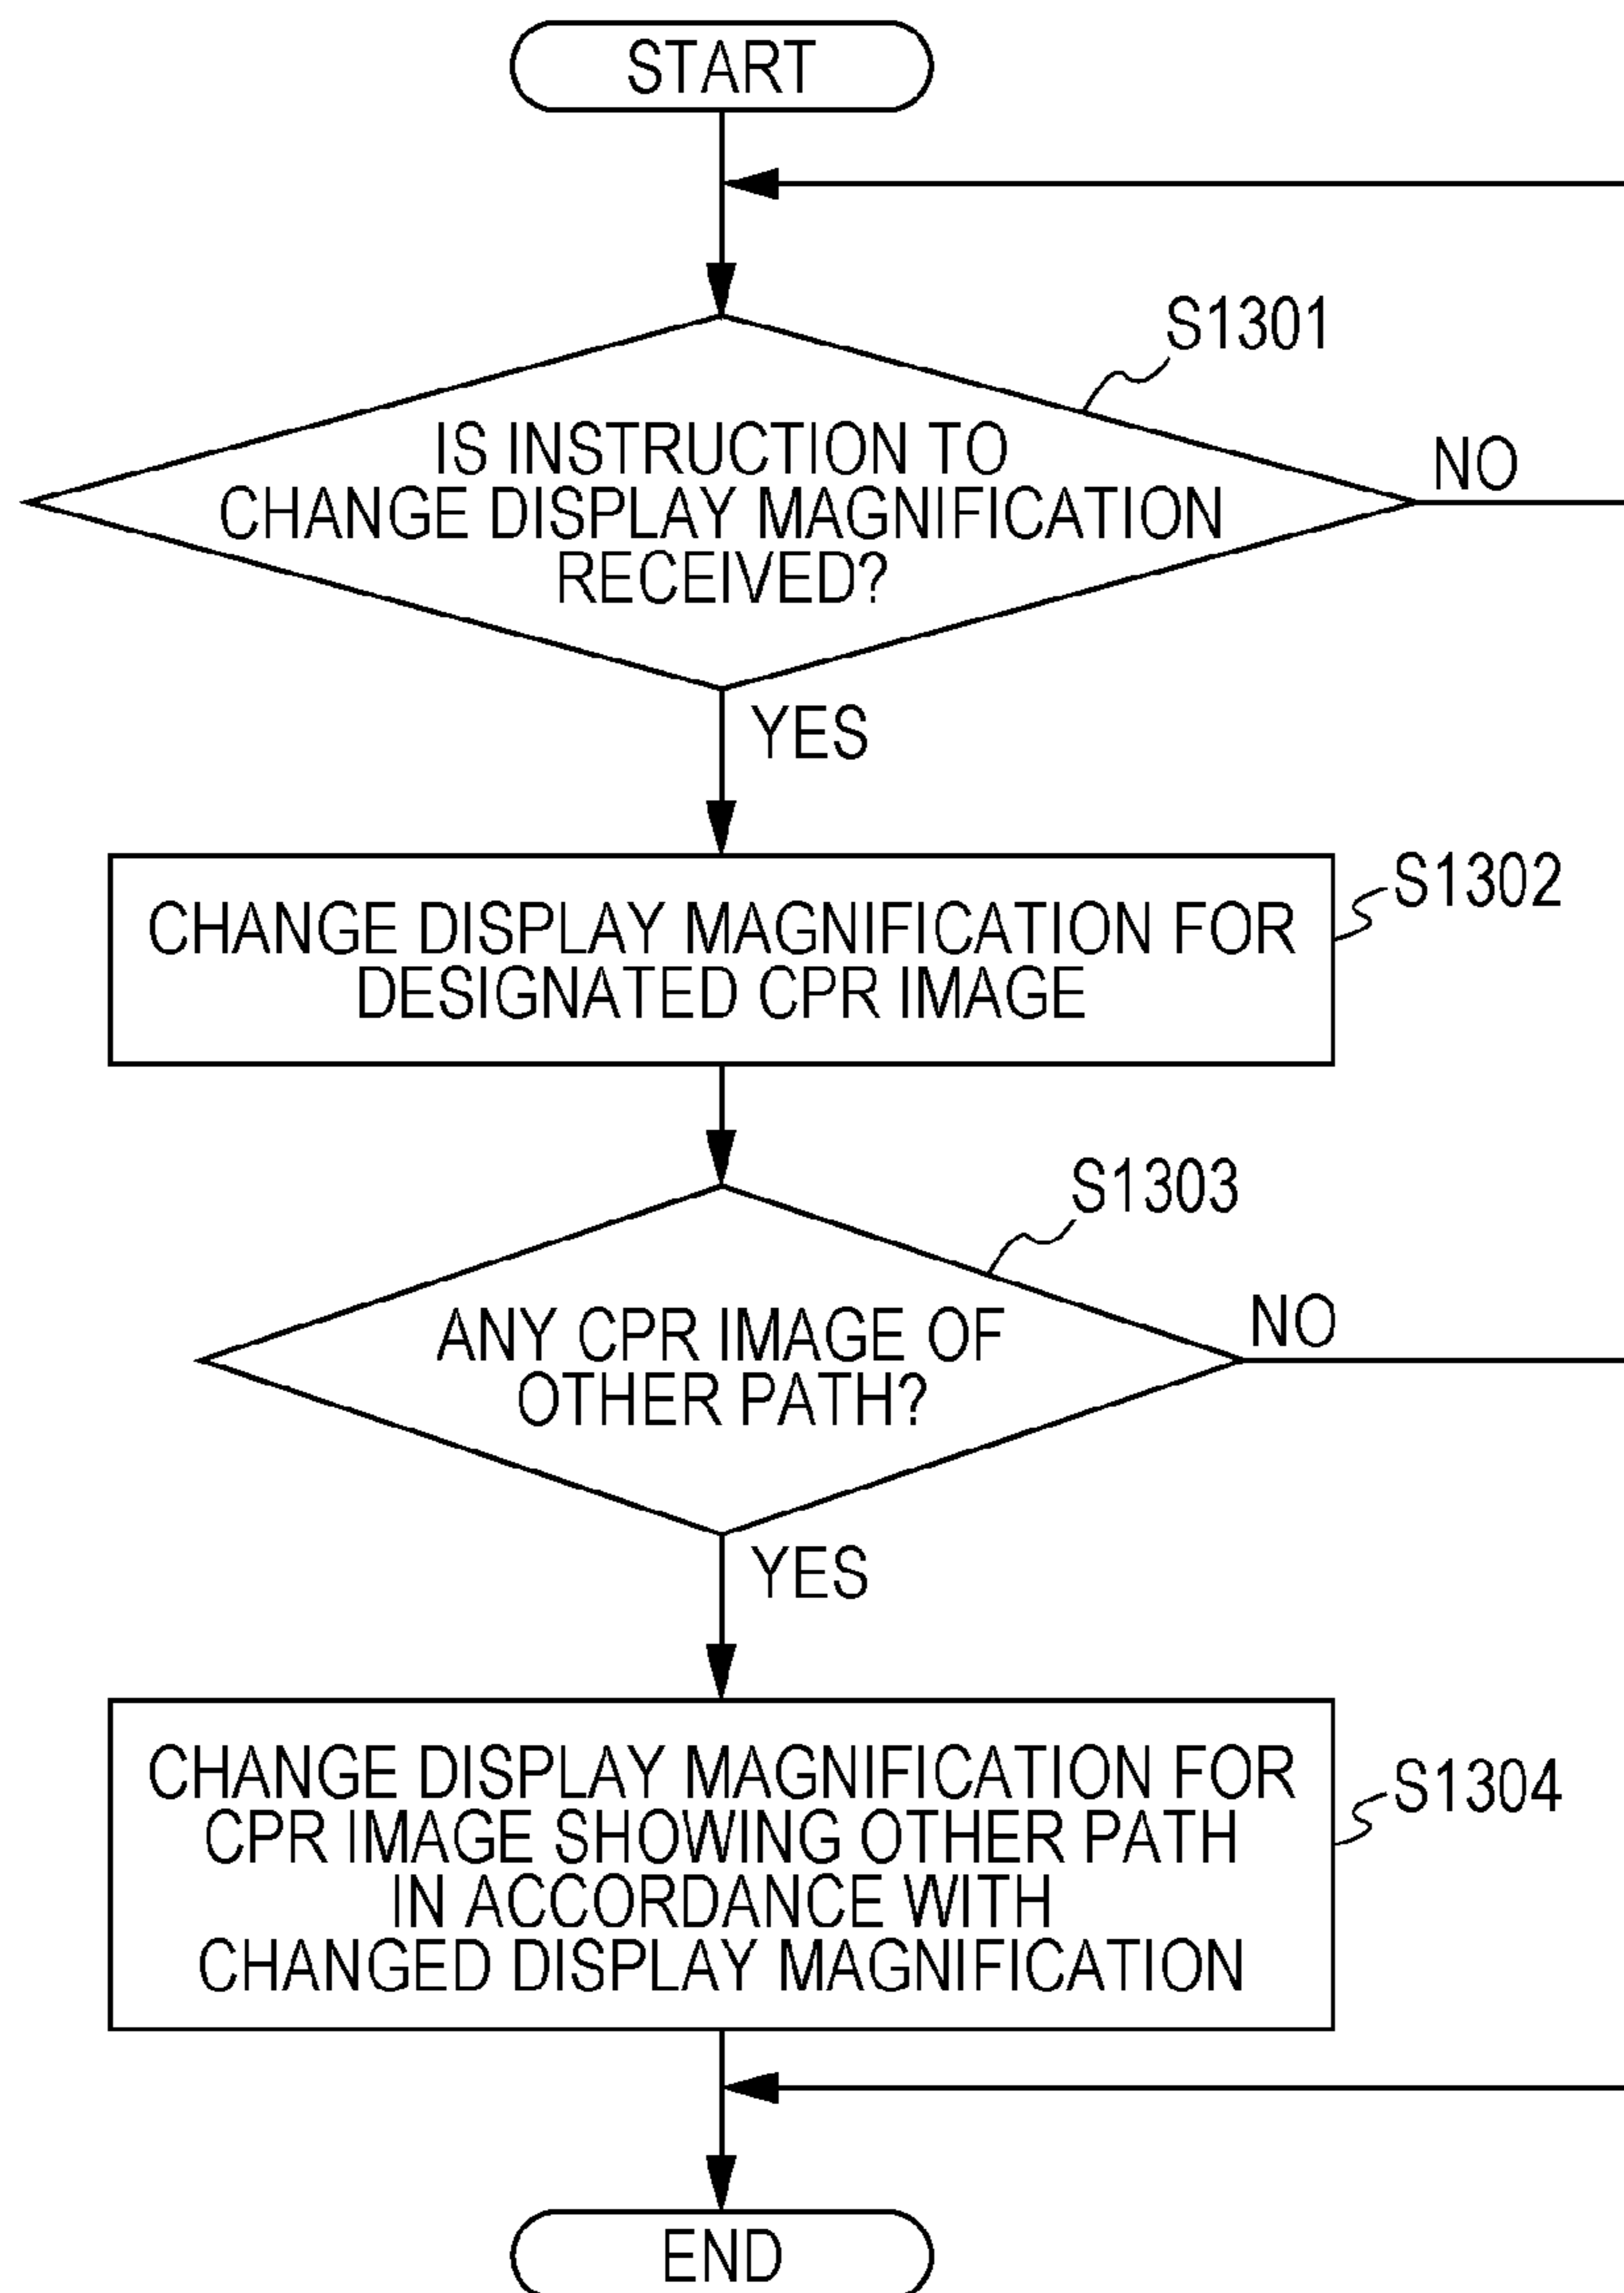 START
S1301
IS INSTRUCTION TO
CHANGE DISPLAY MAGNIFICATION
RECEIVED?
NO
YES
S1302
CHANGE DISPLAY MAGNIFICATION FOR
DESIGNATED CPR IMAGE
S1303
ANY CPR IMAGE OF
OTHER PATH?
NO
YES
S1304
CHANGE DISPLAY MAGNIFICATION FOR
CPR IMAGE SHOWING OTHER PATH
IN ACCORDANCE WITH
CHANGED DISPLAY MAGNIFICATION
END